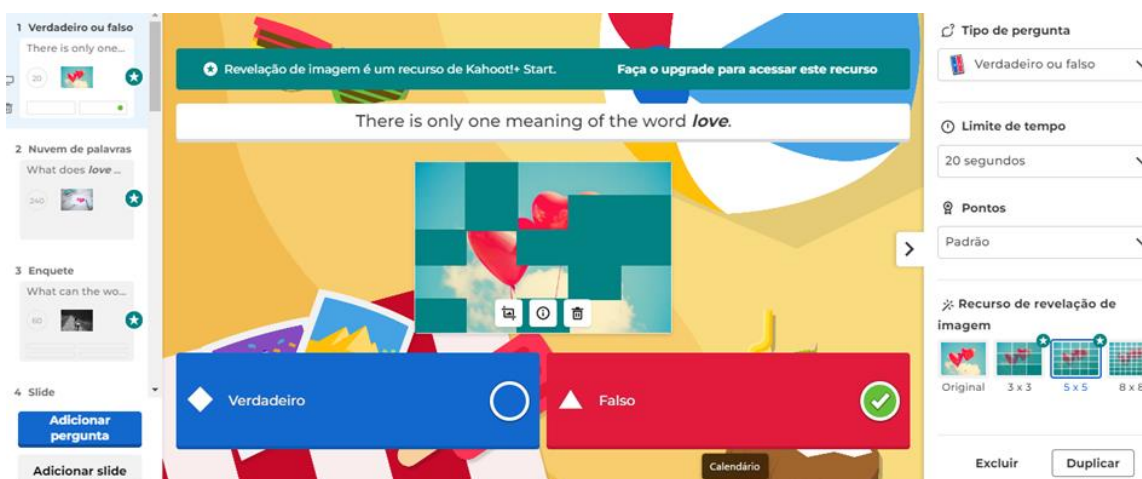 1 Verdadeiro ou falso
There is only one...
20
2 Nuvem de palavras
What does love ...
240
3 Enquete
What can the wo...
60
4 Slide
Adicionar
pergunta
Adicionar slide
Revelação de imagem é um recurso de Kahoot!+ Start.
Faça o upgrade para acessar este recurso
There is only one meaning of the word love.
Verdadeiro
Falso
Calendário
Tipo de pergunta
Verdadeiro ou falso
Limite de tempo
20 segundos
Pontos
Padrão
Recurso de revelação de
imagem
Original
3 x 3
5 x 5
8 x 8
Excluir
Duplicar